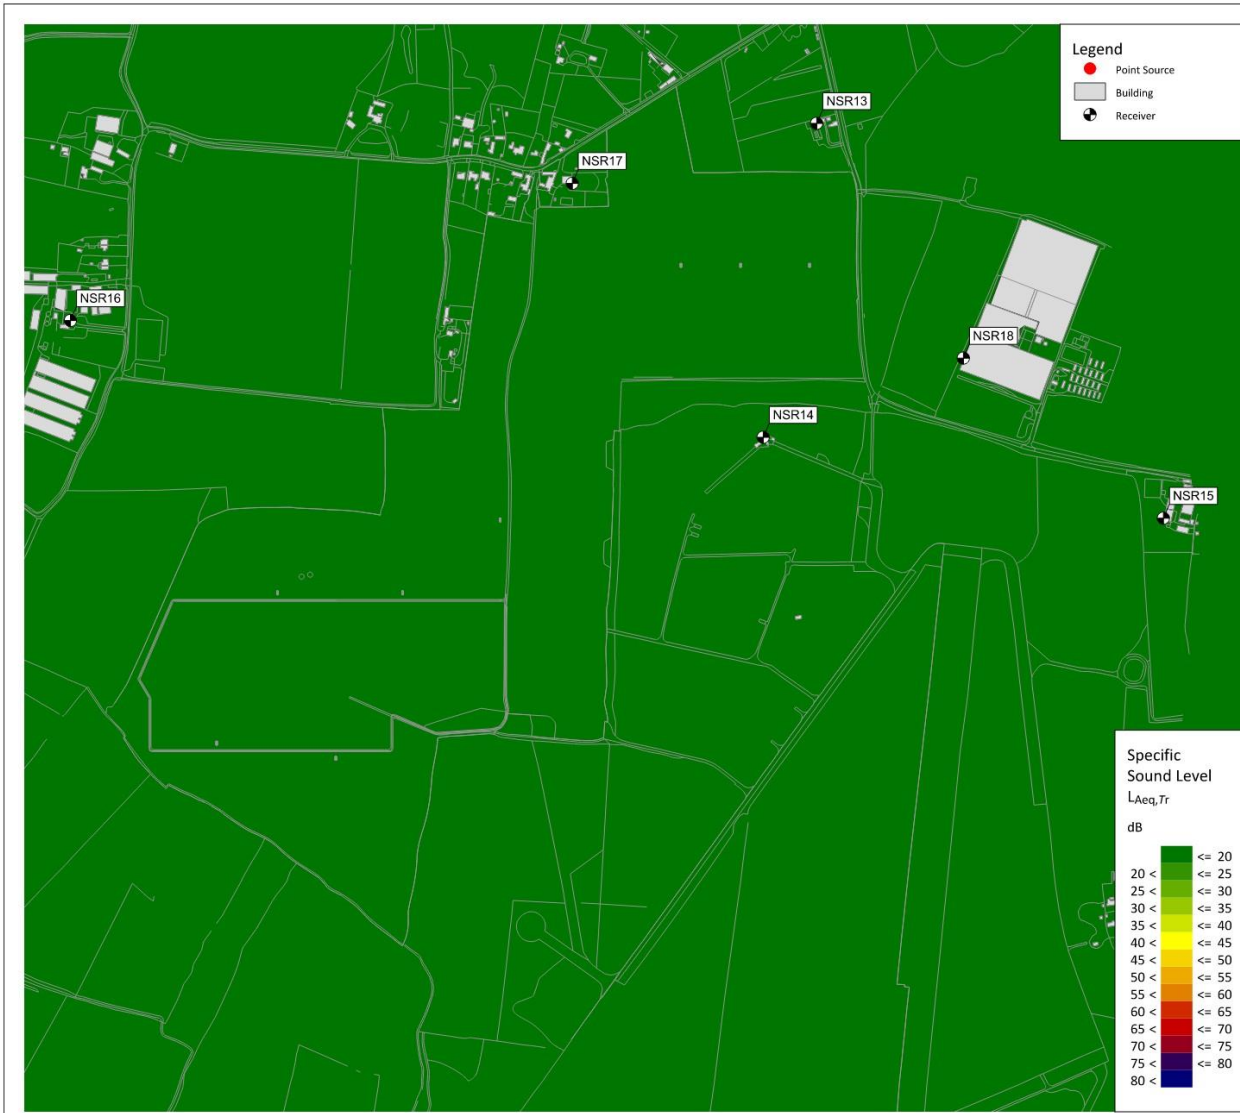 Legend
Point Source
Building
Receiver
NSR13
NSR17
NSR16
NSR18
NSR14
NSR15
Specific
Sound Level
LAeq,Tr
dB
<= 20
20 < <= 25
25 < <= 30
30 < <= 35
35 < <= 40
40 < <= 45
45 < <= 50
50 < <= 55
55 < <= 60
60 < <= 65
65 < <= 70
70 < <= 75
75 < <= 80
80 <